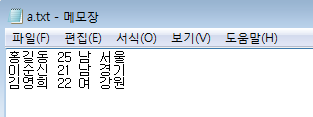 a.txt - 메모장
파일(F) 편집(E) 서식(O) 보기(V) 도움말(H)
홍길동 25 남 서울
이순신 21 남 경기
김영희 22 여 강원